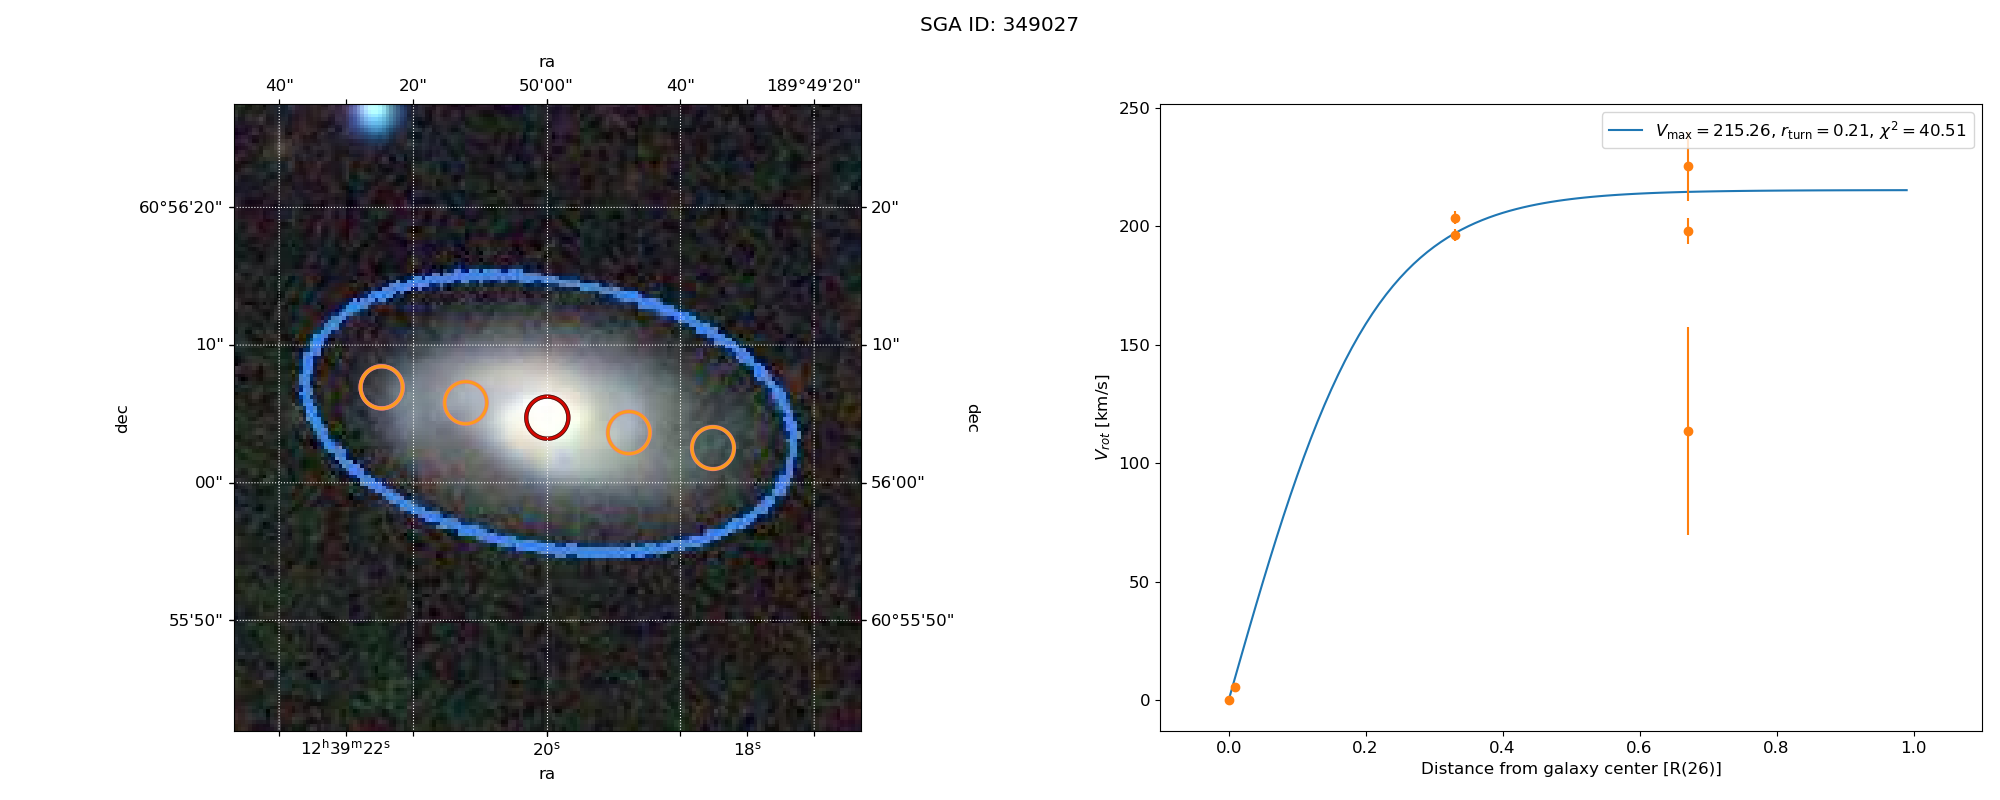 SGA ID: 349027
ra
40" 20" 50'00" 40" 189°49'20"
60°56'20" 20"
10" 10"
dec dec
00" 56'00"
55'50" 60°55'50"
12ʰ39ᵐ22ˢ 20ˢ 18ˢ
ra
V_max = 215.26, r_turn = 0.21, χ² = 40.51
250
200
150
V_rot [km/s]
100
50
0
0.0 0.2 0.4 0.6 0.8 1.0
Distance from galaxy center [R(26)]